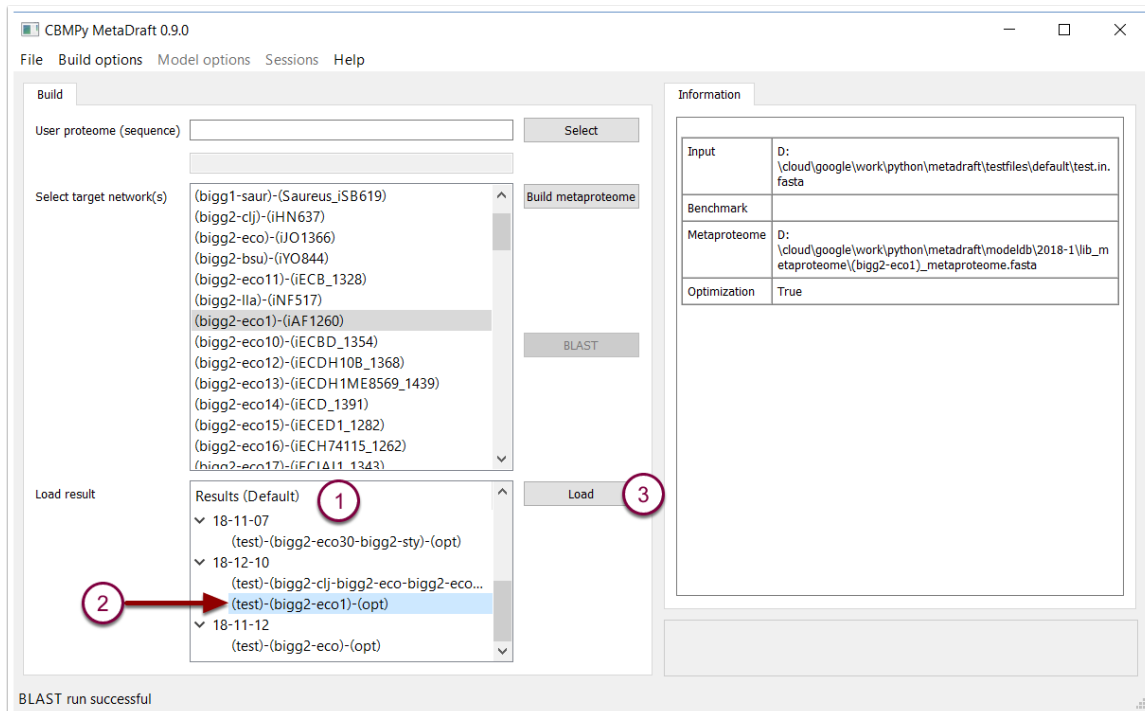 CBMPy MetaDraft 0.9.0
File Build options Model options Sessions Help
Build
User proteome (sequence)
Select
Select target network(s)
(bigg1-saur)-(Saureus_iSB619)
(bigg2-clj)-(iHN637)
(bigg2-eco)-(iJO1366)
(bigg2-bsu)-(iYO844)
(bigg2-eco11)-(iECB_1328)
(bigg2-lla)-(iNF517)
(bigg2-eco1)-(iAF1260)
(bigg2-eco10)-(iECBD_1354)
(bigg2-eco12)-(iECDH10B_1368)
(bigg2-eco13)-(iECDH1ME8569_1439)
(bigg2-eco14)-(iECD_1391)
(bigg2-eco15)-(iECED1_1282)
(bigg2-eco16)-(iECH74115_1262)
(bigg2-eco17)-(iECIAI1_1343)
Build metaproteome
BLAST
Load result
Results (Default)
1
18-11-07
(test)-(bigg2-eco30-bigg2-sty)-(opt)
18-12-10
(test)-(bigg2-clj-bigg2-eco-bigg2-eco...
2
(test)-(bigg2-eco1)-(opt)
18-11-12
(test)-(bigg2-eco)-(opt)
Load
3
Information
Input
D:
\cloud\google\work\python\metadraft\testfiles\default\test.in.
fasta
Benchmark
Metaproteome
D:
\cloud\google\work\python\metadraft\modeldb\2018-1\lib_m
etaproteome\(bigg2-eco1)_metaproteome.fasta
Optimization
True
BLAST run successful